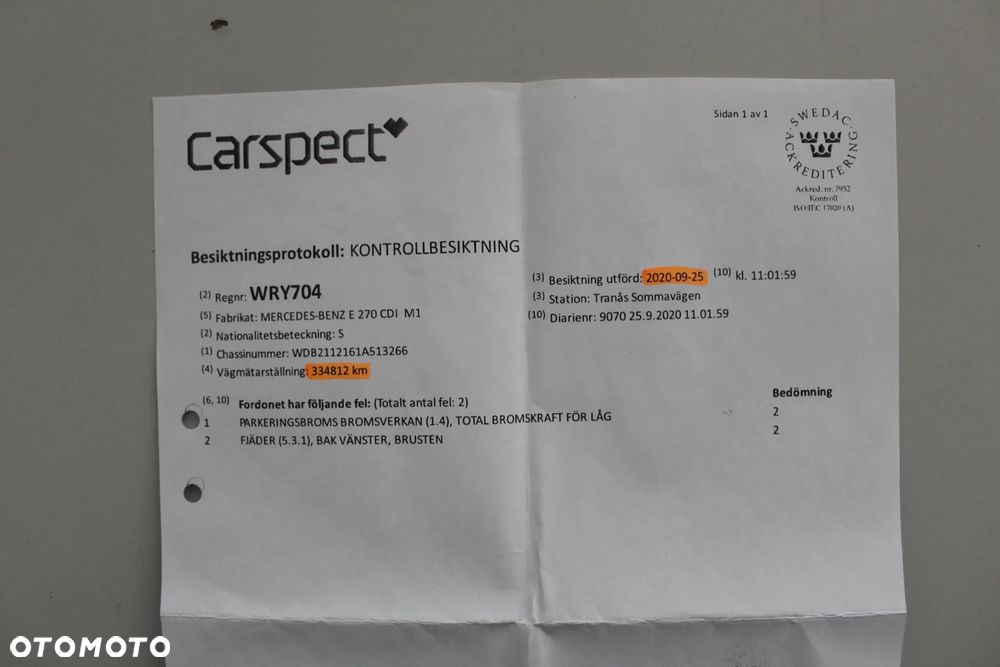 Carspect
Sidan 1 av 1
SWEDAC ACKREDITERING
Ackred. nr. 7952
Kontroll
ISO/IEC 17020 (A)
Besiktningsprotokoll: KONTROLLBESIKTNING
(2) Regnr: WRY704
(5) Fabrikat: MERCEDES-BENZ E 270 CDI M1
(2) Nationalitetsbeteckning: S
(1) Chassinummer: WDB2112161A513266
(4) Vägmätarställning: 334812 km
(3) Besiktning utförd: 2020-09-25 (10) kl. 11:01:59
(3) Station: Tranås Sommavägen
(10) Diarienr: 9070 25.9.2020 11.01.59
(6, 10) Fordonet har följande fel: (Totalt antal fel: 2) Bedömning
1 PARKERINGSBROMS BROMSVERKAN (1.4), TOTAL BROMSKRAFT FÖR LÅG 2
2 FJÄDER (5.3.1), BAK VÄNSTER, BRUSTEN 2
OTOMOTO